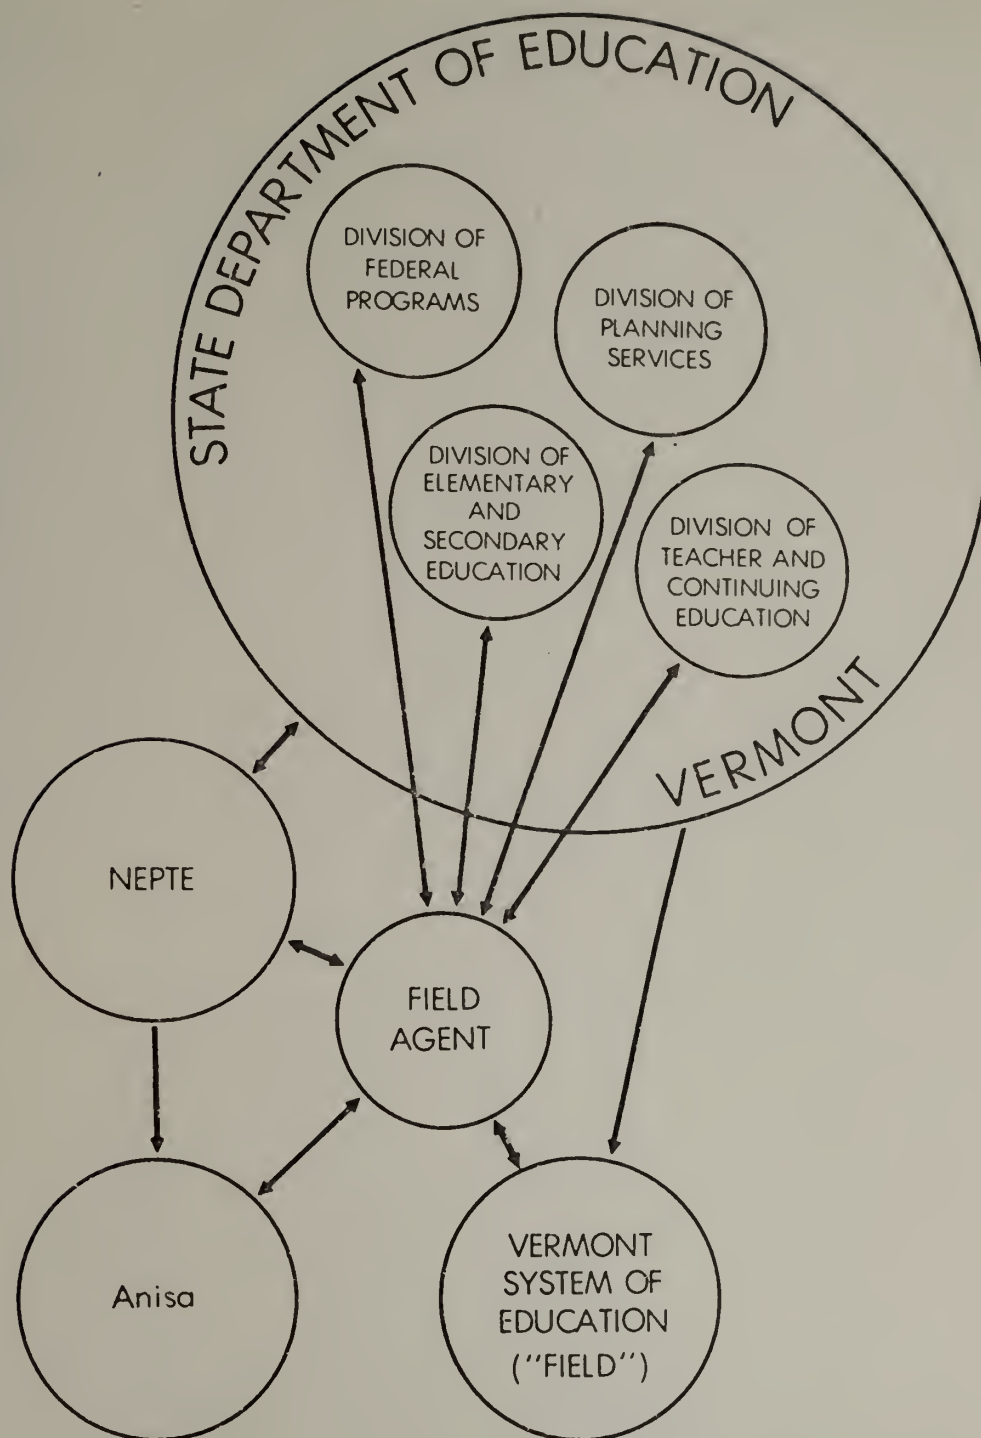 STATE DEPARTMENT OF EDUCATION
DIVISION OF
FEDERAL
PROGRAMS
DIVISION OF
PLANNING
SERVICES
DIVISION OF
ELEMENTARY
AND
SECONDARY
EDUCATION
DIVISION OF
TEACHER AND
CONTINUING
EDUCATION
VERMONT
NEPTE
FIELD
AGENT
Anisa
VERMONT
SYSTEM OF
EDUCATION
("FIELD")